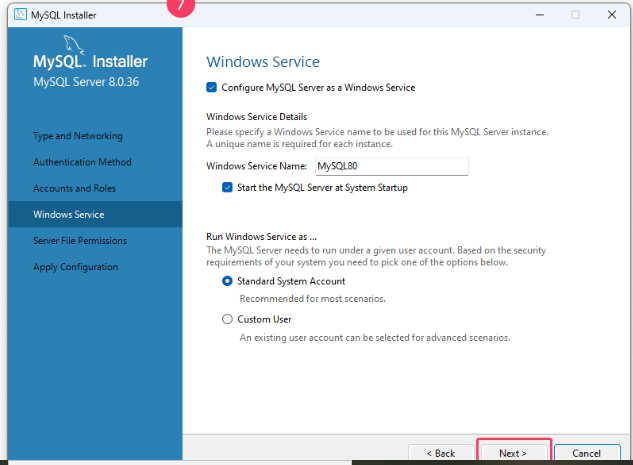 7
MySQL Installer
MySQL. Installer
MySQL Server 8.0.36
Type and Networking
Authentication Method
Accounts and Roles
Windows Service
Server File Permissions
Apply Configuration
Windows Service
Configure MySQL Server as a Windows Service
Windows Service Details
Please specify a Windows Service name to be used for this MySQL Server instance.
A unique name is required for each instance.
Windows Service Name: MySQL80
Start the MySQL Server at System Startup
Run Windows Service as ...
The MySQL Server needs to run under a given user account. Based on the security
requirements of your system you need to pick one of the options below.
Standard System Account
Recommended for most scenarios.
Custom User
An existing user account can be selected for advanced scenarios.
< Back Next > Cancel